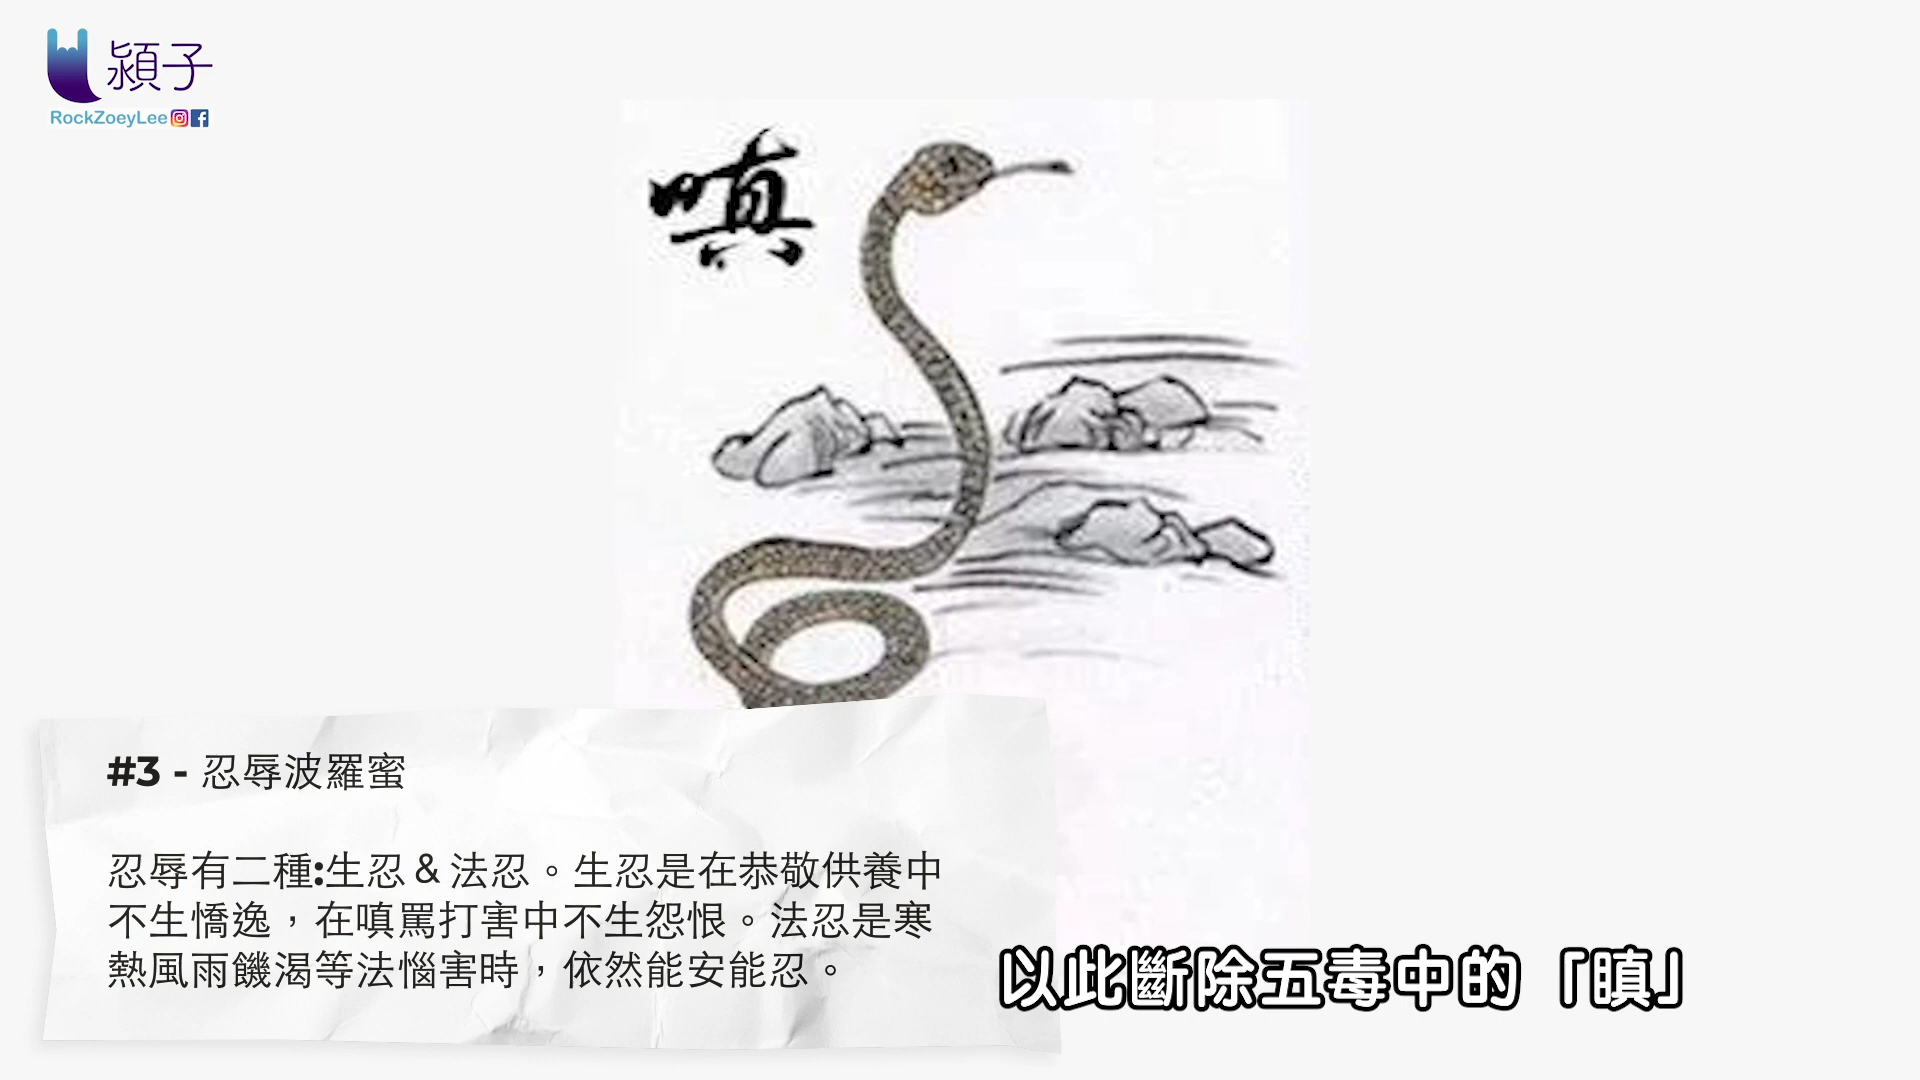 潁子
RockZoeyLee
嗔
#3 - 忍辱波羅蜜
忍辱有二種:生忍＆法忍。生忍是在恭敬供養中
不生憍逸，在嗔罵打害中不生怨恨。法忍是寒
熱風雨饑渴等法惱害時，依然能安能忍。
以此斷除五毒中的「瞋」